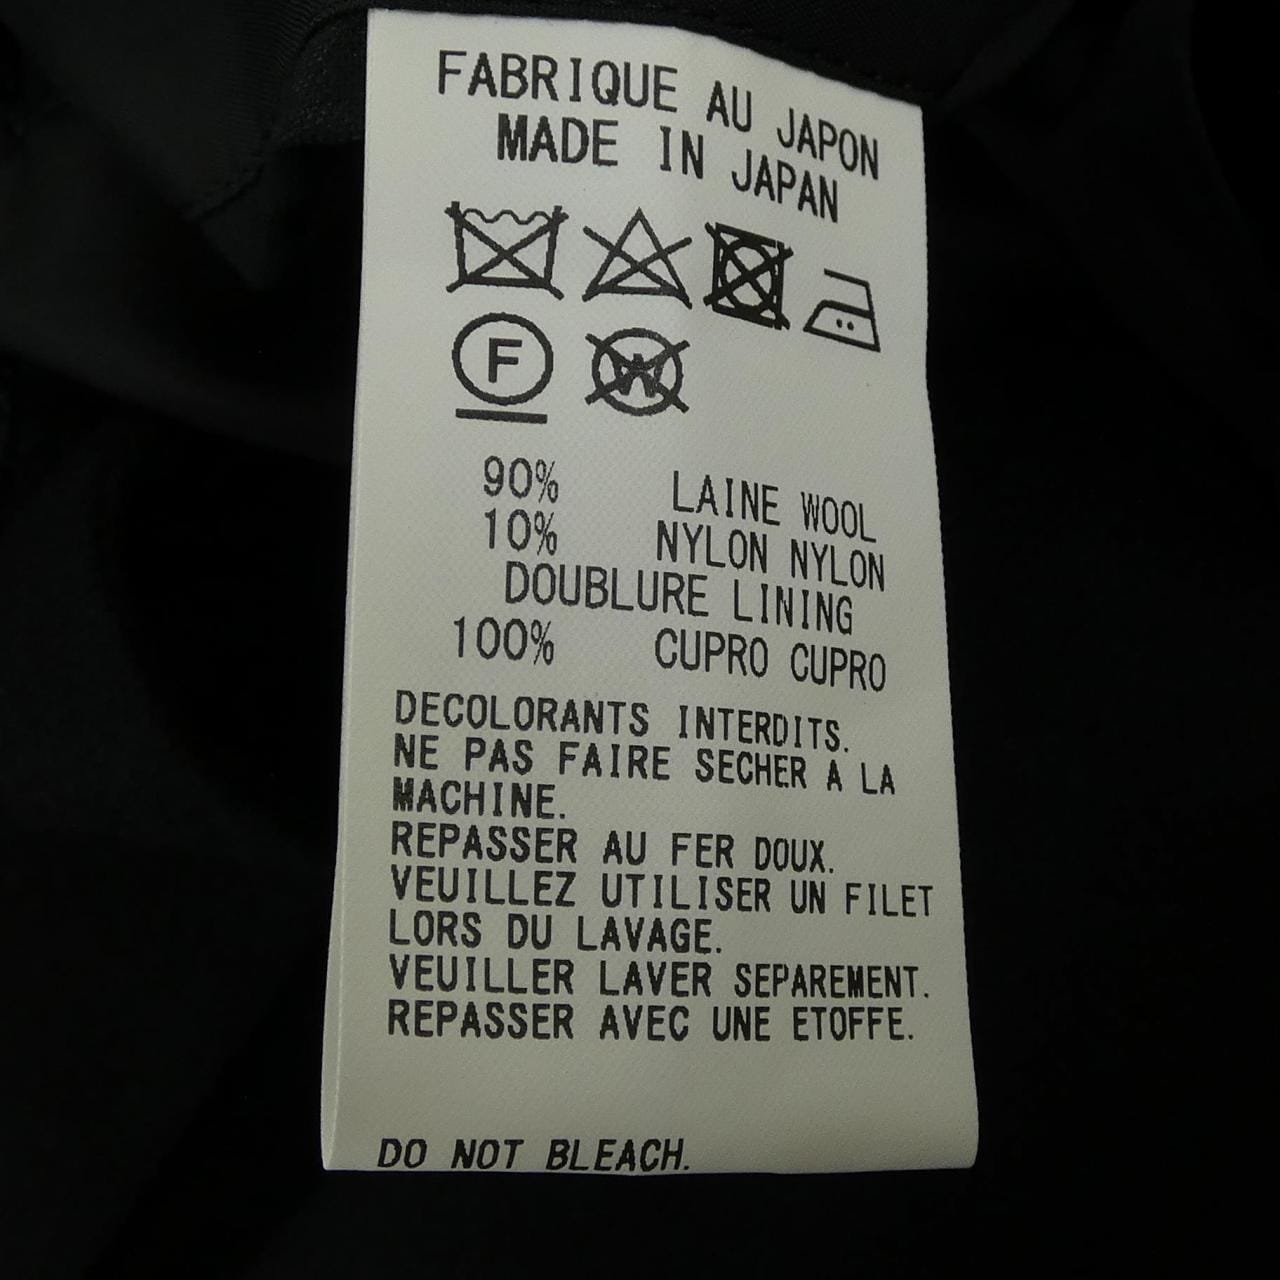 FABRIQUE AU JAPON
MADE IN JAPAN
F
W
90% LAINE WOOL
10% NYLON NYLON
DOUBLURE LINING
100% CUPRO CUPRO
DECOLORANTS INTERDITS.
NE PAS FAIRE SECHER A LA
MACHINE.
REPASSER AU FER DOUX.
VEUILLEZ UTILISER UN FILET
LORS DU LAVAGE.
VEUILLER LAVER SEPAREMENT.
REPASSER AVEC UNE ETOFFE.
DO NOT BLEACH.